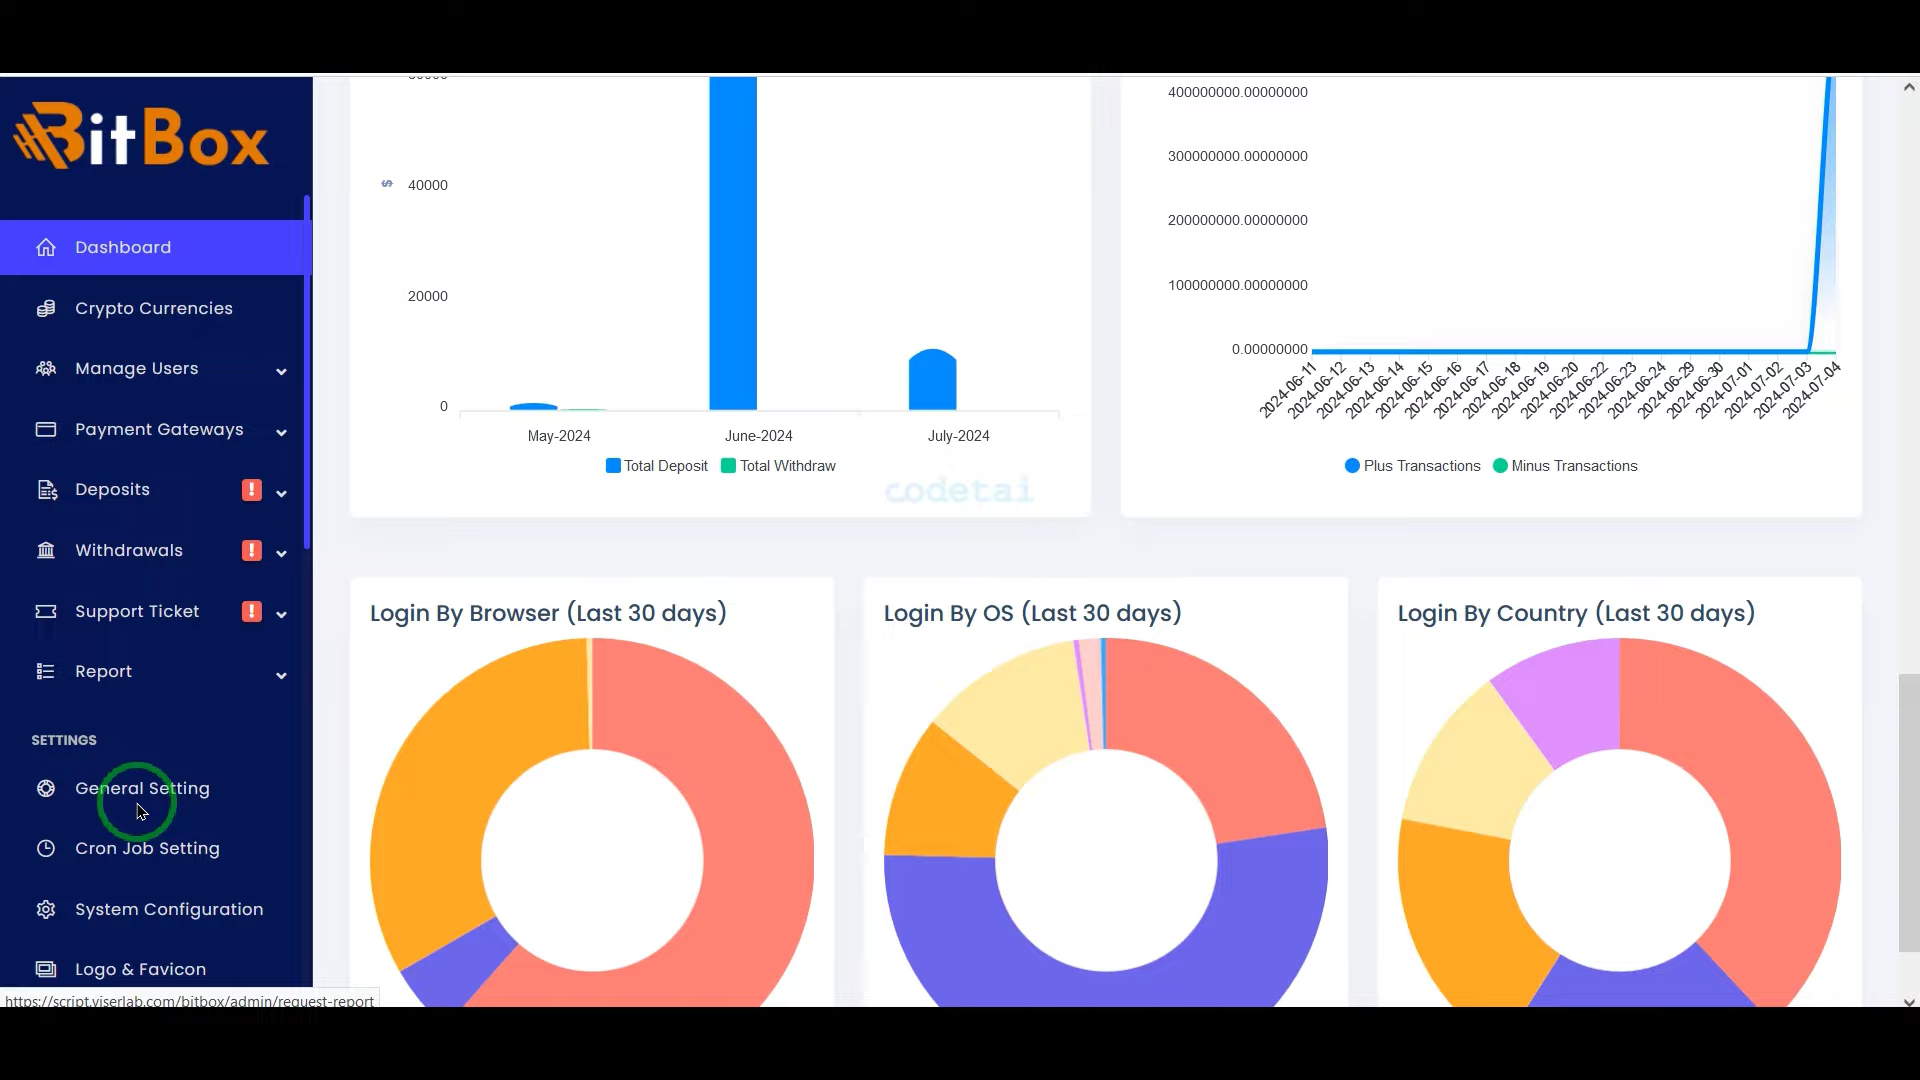 BitBox
Dashboard
Crypto Currencies
Manage Users
Payment Gateways
Deposits !
Withdrawals !
Support Ticket !
Report
SETTINGS
General Setting
Cron Job Setting
System Configuration
Logo & Favicon
https://script.viserlab.com/bitbox/admin/request-report
$
40000
20000
0
May-2024 June-2024 July-2024
Total Deposit Total Withdraw
codetai
400000000.00000000
300000000.00000000
200000000.00000000
100000000.00000000
0.00000000
2024-06-11 2024-06-12 2024-06-13 2024-06-14 2024-06-15 2024-06-16 2024-06-17 2024-06-18 2024-06-19 2024-06-20 2024-06-22 2024-06-23 2024-06-24 2024-06-29 2024-06-30 2024-07-01 2024-07-02 2024-07-03 2024-07-04
Plus Transactions Minus Transactions
Login By Browser (Last 30 days)
Login By OS (Last 30 days)
Login By Country (Last 30 days)